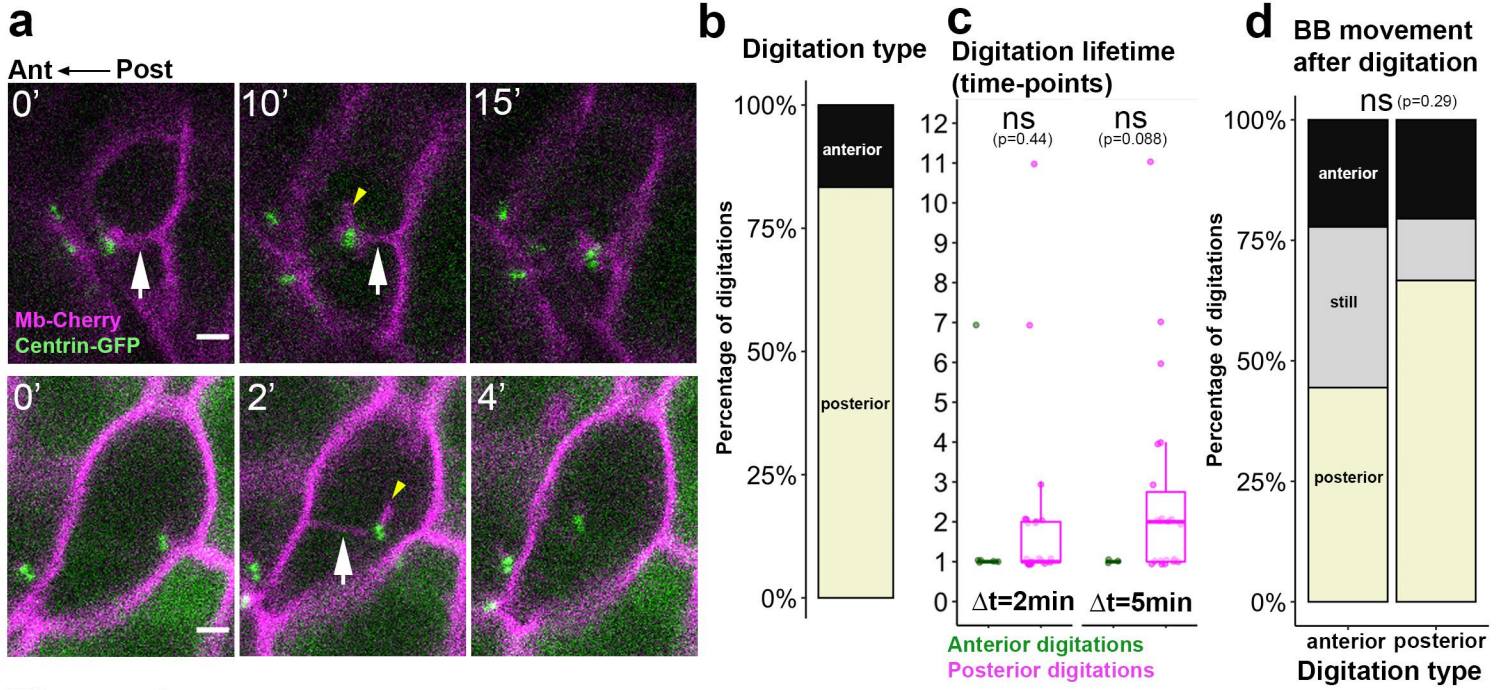 a
Ant ← Post
0’
10’
15’
Mb-Cherry
Centrin-GFP
0’
2’
4’
b
Digitation type
Percentage of digitations
100%
75%
50%
25%
0%
anterior
posterior
c
Digitation lifetime
(time-points)
12
11
10
9
8
7
6
5
4
3
2
1
0
ns
(p=0.44)
ns
(p=0.088)
Δt=2min
Δt=5min
Anterior digitations
Posterior digitations
d
BB movement
after digitation
ns (p=0.29)
Percentage of digitations
100%
75%
50%
25%
0%
anterior
still
posterior
anterior posterior
Digitation type